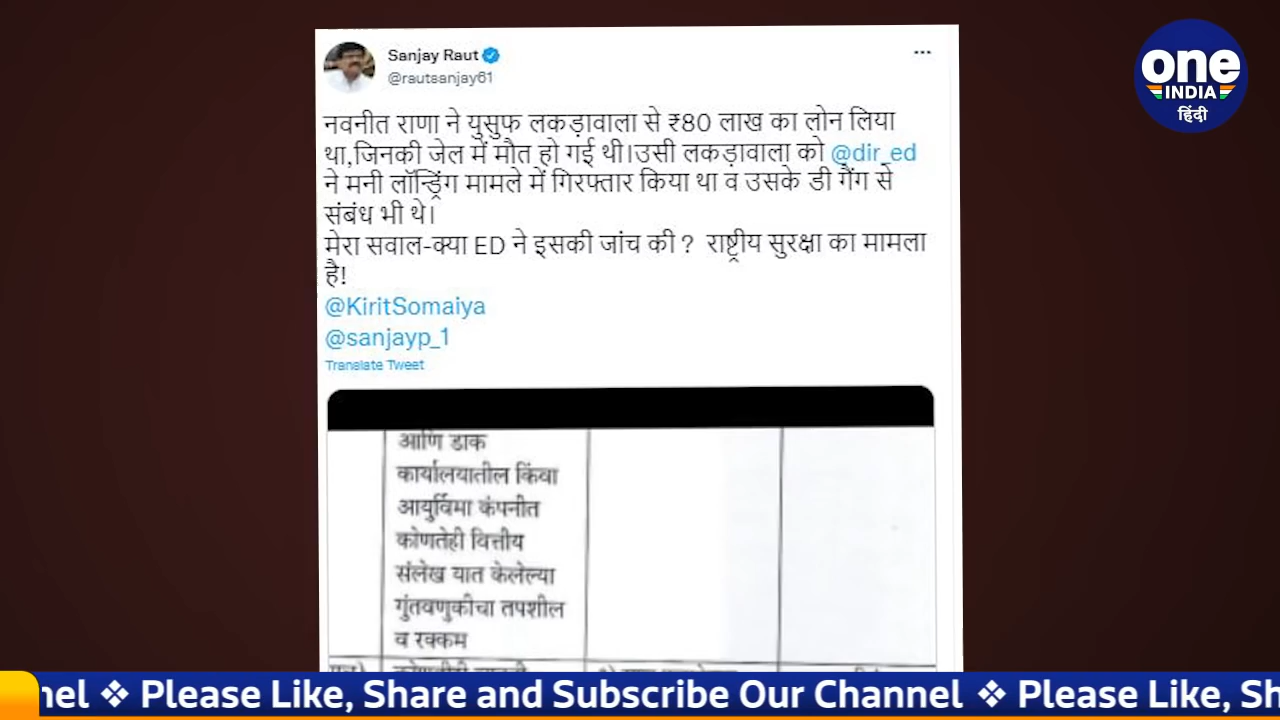 Sanjay Raut
@rautsanjay61
नवनीत राणा ने युसुफ लकड़ावाला से ₹80 लाख का लोन लिया
था,जिनकी जेल में मौत हो गई थी।उसी लकड़ावाला को @dir_ed
ने मनी लॉन्ड्रिंग मामले में गिरफ्तार किया था व उसके डी गैंग से
संबंध भी थे।
मेरा सवाल-क्या ED ने इसकी जांच की ? राष्ट्रीय सुरक्षा का मामला
है!
@KiritSomaiya
@sanjayp_1
Translate Tweet
आणि डाक
कार्यालयातील किंवा
आयुर्विमा कंपनीत
कोणतेही वित्तीय
संलेख यात केलेल्या
गुंतवणुकीचा तपशील
व रक्कम
one
INDIA
हिंदी
nel ❖ Please Like, Share and Subscribe Our Channel ❖ Please Like, Sh